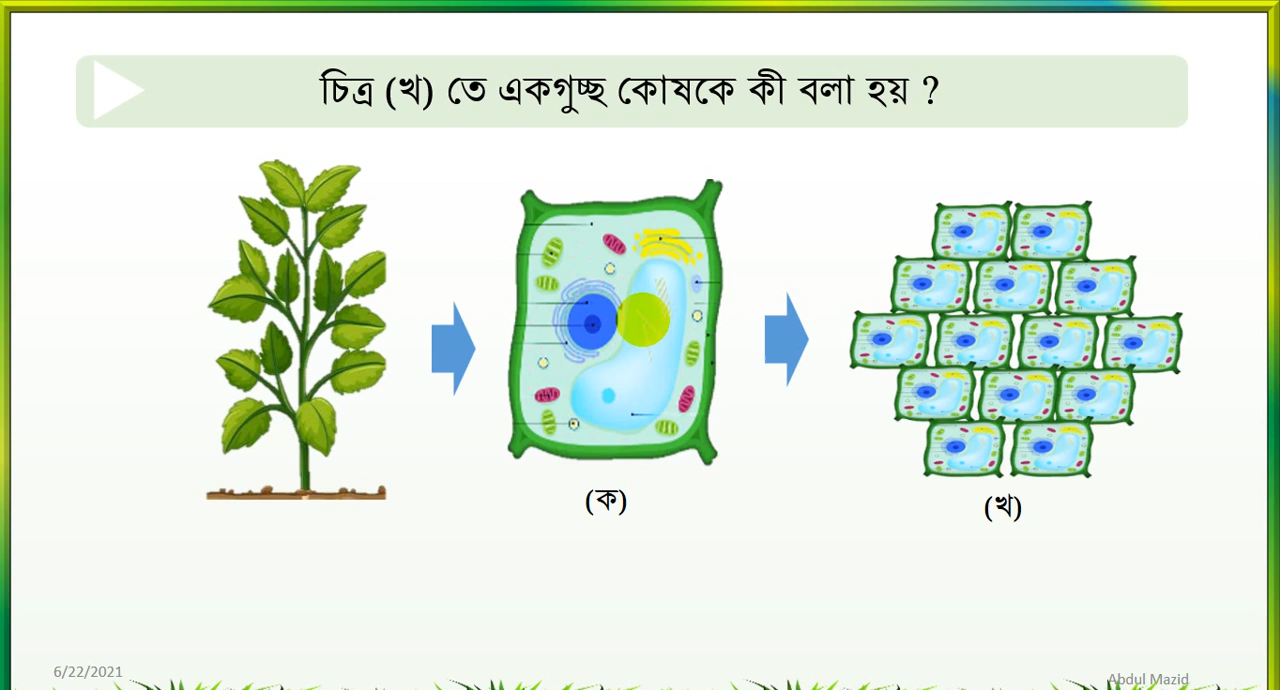 চিত্র (খ) তে একগুচ্ছ কোষকে কী বলা হয় ?
(ক)
(খ)
6/22/2021
Abdul Mazid